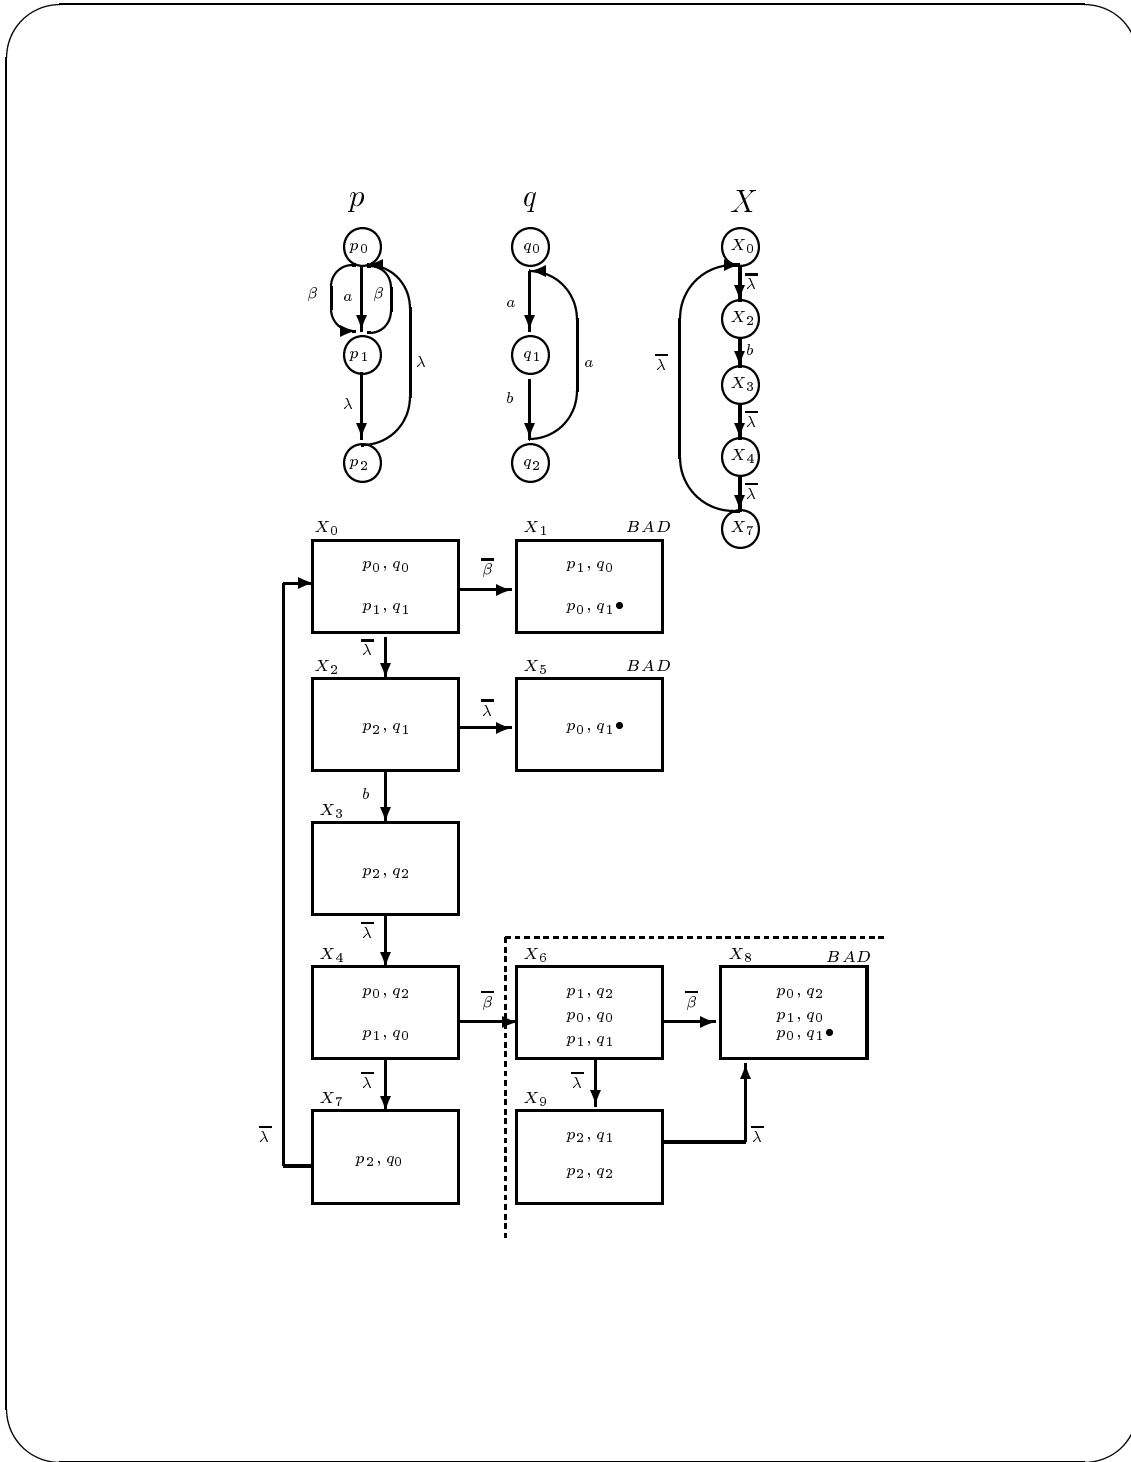 p q X
p₀ q₀ X₀
β a β a λ̅
X₂
b
p₁ q₁ λ λ̅ a
X₃
λ b
λ̅
p₂ q₂ X₄
λ̅
X₇
X₀ X₁ BAD
p₀, q₀ β̅ p₁, q₀
p₁, q₁ p₀, q₁•
λ̅
X₂ X₅ BAD
λ̅
p₂, q₁ p₀, q₁•
b
X₃
p₂, q₂
λ̅
X₄ X₆ X₈ BAD
p₀, q₂ β̅ p₁, q₂ β̅ p₀, q₂
p₀, q₀ p₁, q₀
p₁, q₀ p₁, q₁ p₀, q₁•
λ̅ λ̅
X₇ X₉
λ̅ p₂, q₁ λ̅
p₂, q₀ p₂, q₂